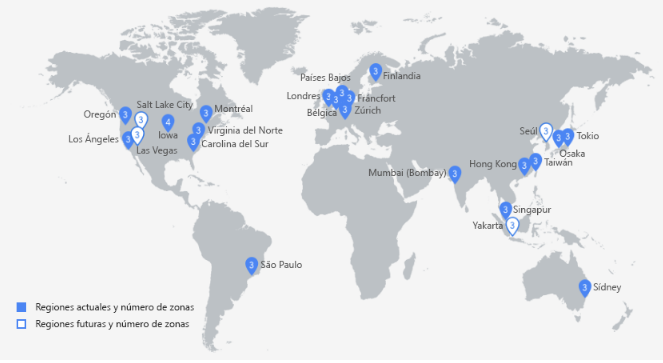 3
Finlandia
Países Bajos
3
Londres
3
3
3
Fráncfort
Bélgica
3
Zúrich
Salt Lake City
Oregón
3
3
4
Iowa
3
Montréal
Los Ángeles
3
3
Las Vegas
3
Virginia del Norte
3
Carolina del Sur
Seúl
3
3
3
Tokio
Osaka
Mumbai (Bombay)
3
Hong Kong
3
3
Taiwán
3
Singapur
Yakarta
3
3
São Paulo
3
Sídney
Regiones actuales y número de zonas
Regiones futuras y número de zonas